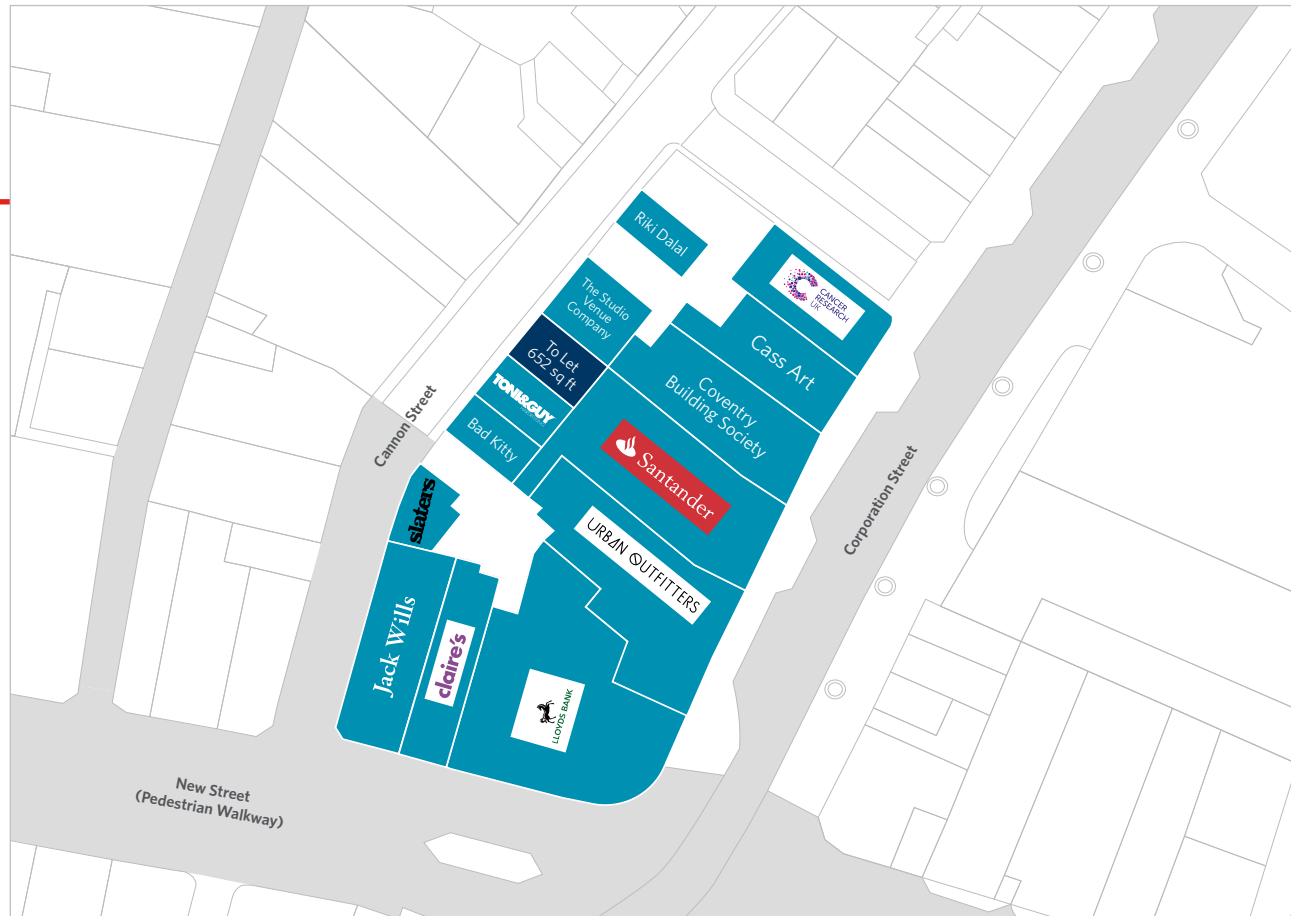 Riki Dalal
CANCER
RESEARCH
UK
The Studio
Venue
Company
Cass Art
To Let
652 sq ft
Coventry
Building Society
TONI&GUY
Bad Kitty
Cannon Street
Santander
Corporation Street
slaters
URBAN OUTFITTERS
Jack Wills
claire's
LLOYDS BANK
New Street
(Pedestrian Walkway)